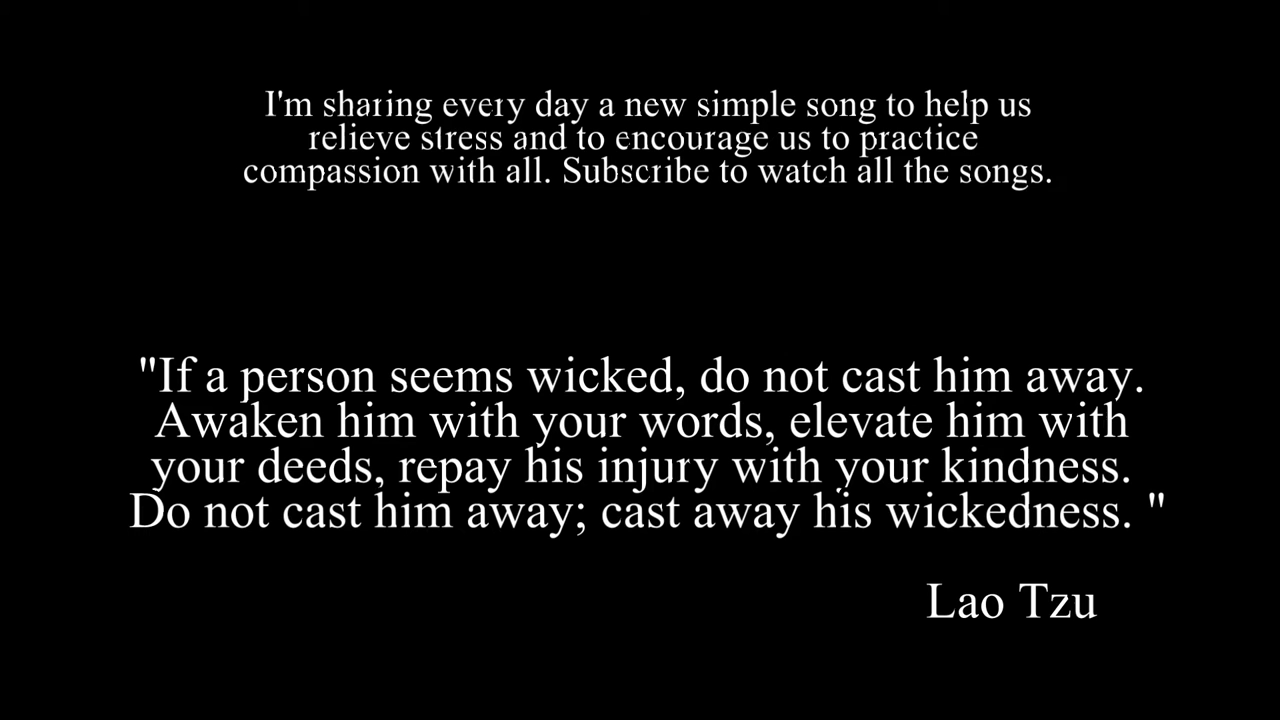 I'm sharing every day a new simple song to help us
relieve stress and to encourage us to practice
compassion with all. Subscribe to watch all the songs.
"If a person seems wicked, do not cast him away.
Awaken him with your words, elevate him with
your deeds, repay his injury with your kindness.
Do not cast him away; cast away his wickedness. "
Lao Tzu